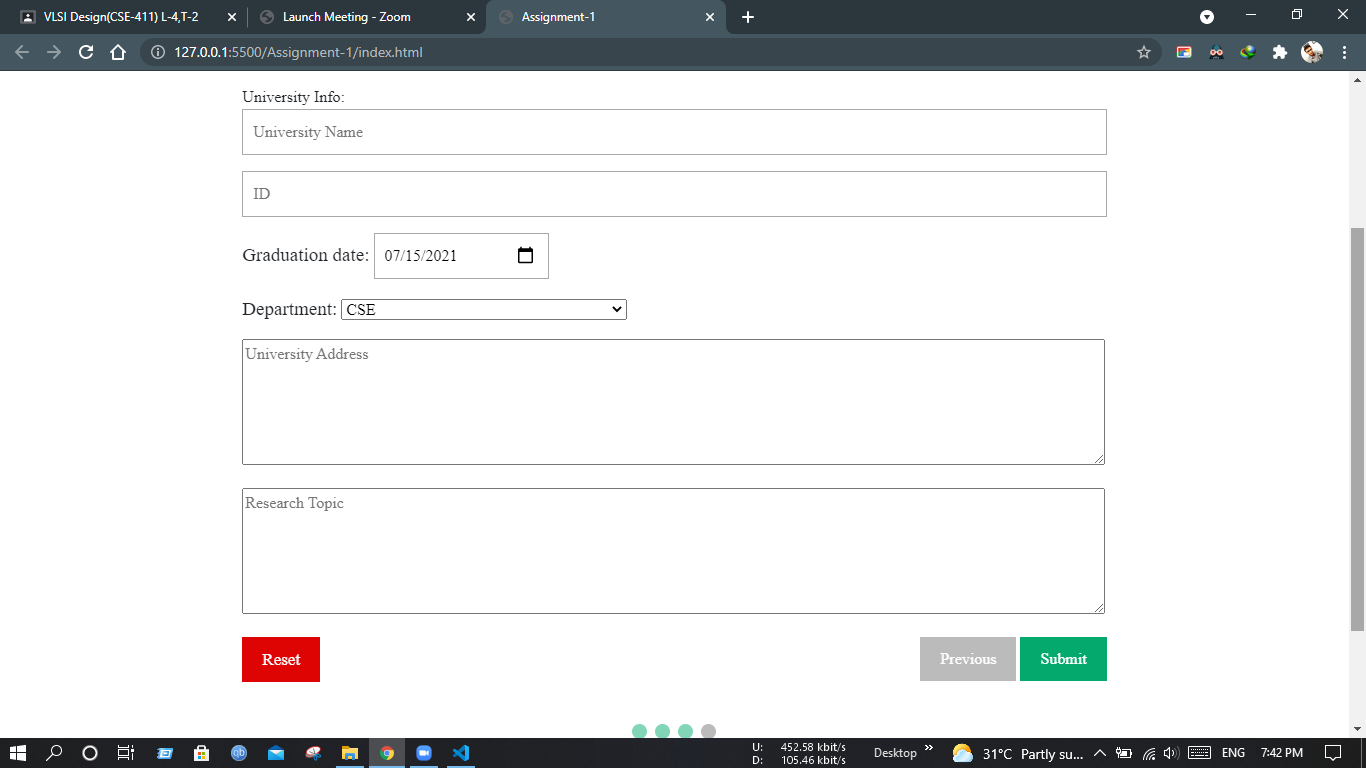 VLSI Design(CSE-411) L-4,T-2
Launch Meeting - Zoom
Assignment-1
127.0.0.1:5500/Assignment-1/index.html
University Info:
University Name
ID
Graduation date: 07/15/2021
Department: CSE
University Address
Research Topic
Reset Previous Submit
U: 452.58 kbit/s
D: 105.46 kbit/s
Desktop
31°C Partly su...
ENG
7:42 PM